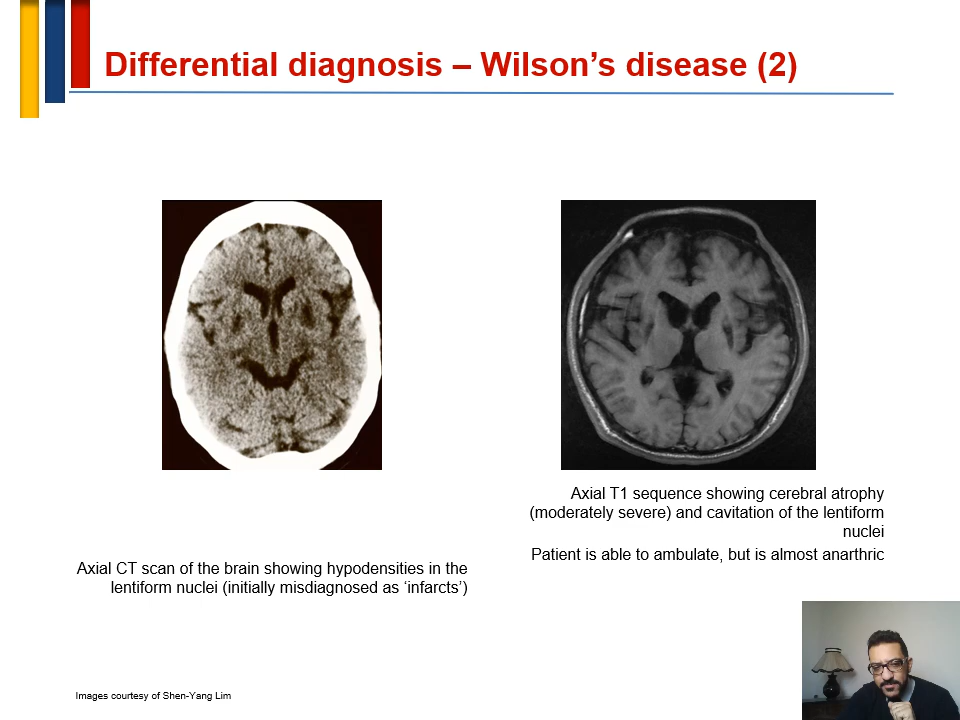 Differential diagnosis – Wilson’s disease (2)
Axial CT scan of the brain showing hypodensities in the
lentiform nuclei (initially misdiagnosed as ‘infarcts’)
Axial T1 sequence showing cerebral atrophy
(moderately severe) and cavitation of the lentiform
nuclei
Patient is able to ambulate, but is almost anarthric
Images courtesy of Shen-Yang Lim